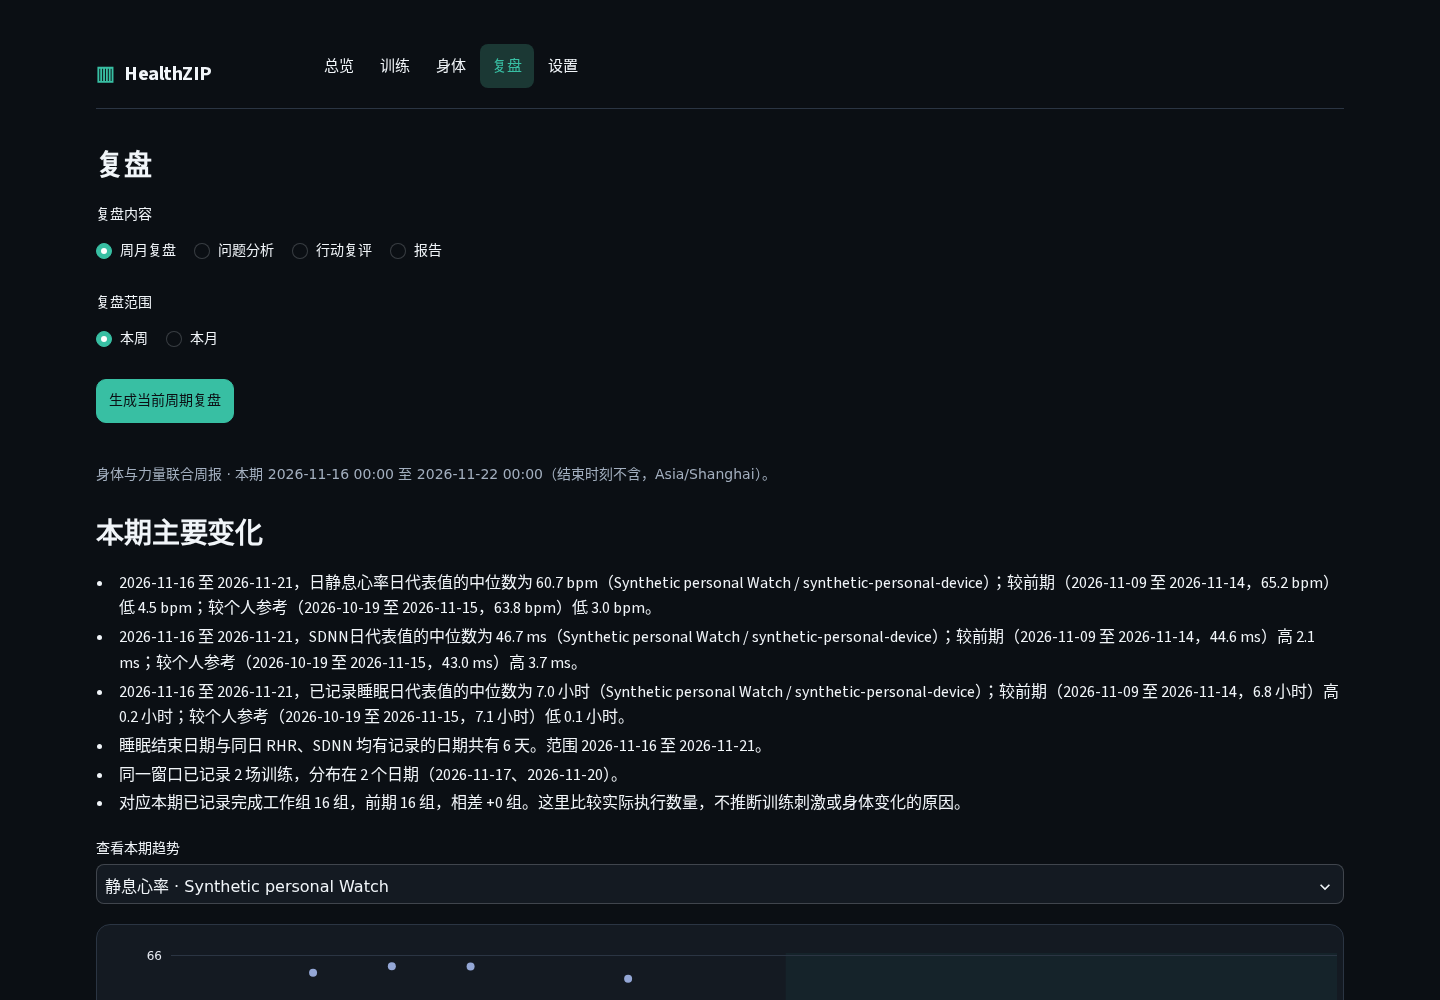 HealthZIP
总览 训练 身体 复盘 设置
复盘
复盘内容
周月复盘 问题分析 行动复评 报告
复盘范围
本周 本月
生成当前周期复盘
身体与力量联合周报 · 本期 2026-11-16 00:00 至 2026-11-22 00:00（结束时刻不含，Asia/Shanghai）。
本期主要变化
2026-11-16 至 2026-11-21，日静息心率日代表值的中位数为 60.7 bpm（Synthetic personal Watch / synthetic-personal-device）；较前期（2026-11-09 至 2026-11-14，65.2 bpm）
低 4.5 bpm；较个人参考（2026-10-19 至 2026-11-15，63.8 bpm）低 3.0 bpm。
2026-11-16 至 2026-11-21，SDNN日代表值的中位数为 46.7 ms（Synthetic personal Watch / synthetic-personal-device）；较前期（2026-11-09 至 2026-11-14，44.6 ms）高 2.1
ms；较个人参考（2026-10-19 至 2026-11-15，43.0 ms）高 3.7 ms。
2026-11-16 至 2026-11-21，已记录睡眠日代表值的中位数为 7.0 小时（Synthetic personal Watch / synthetic-personal-device）；较前期（2026-11-09 至 2026-11-14，6.8 小时）高
0.2 小时；较个人参考（2026-10-19 至 2026-11-15，7.1 小时）低 0.1 小时。
睡眠结束日期与同日 RHR、SDNN 均有记录的日期共有 6 天。范围 2026-11-16 至 2026-11-21。
同一窗口已记录 2 场训练，分布在 2 个日期（2026-11-17、2026-11-20）。
对应本期已记录完成工作组 16 组，前期 16 组，相差 +0 组。这里比较实际执行数量，不推断训练刺激或身体变化的原因。
查看本期趋势
静息心率 · Synthetic personal Watch
66